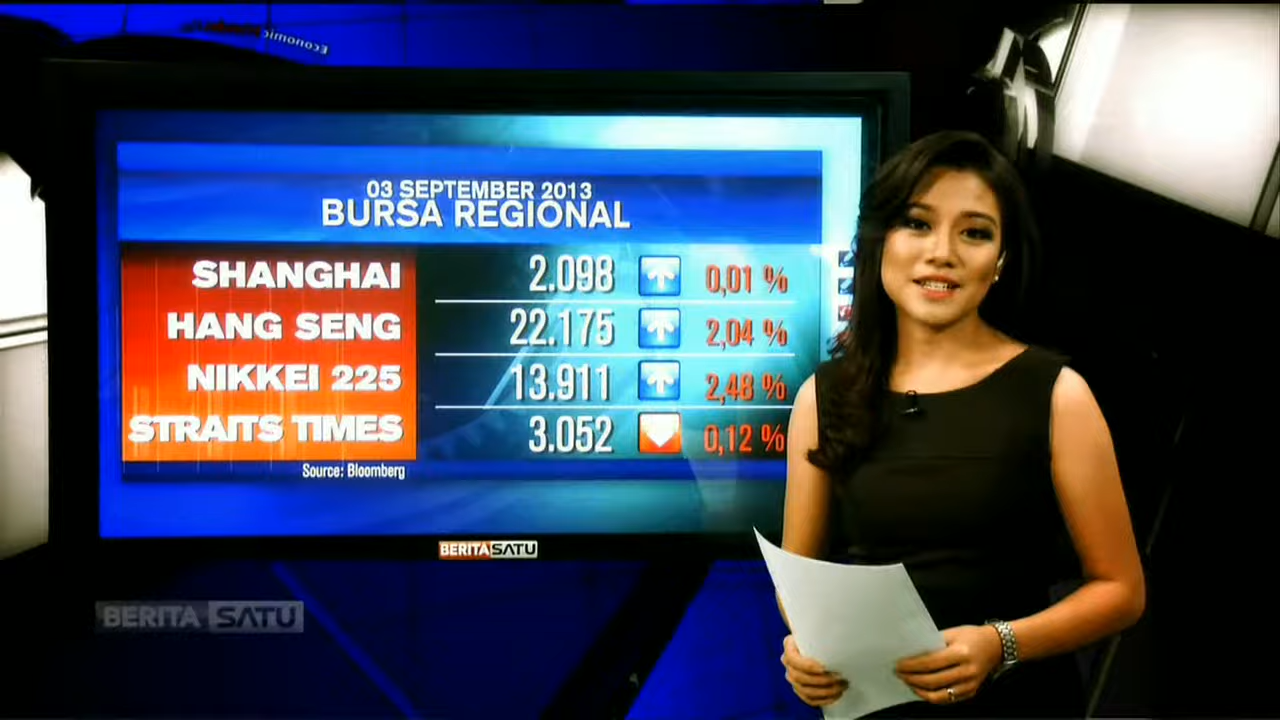 Economic
03 SEPTEMBER 2013
BURSA REGIONAL
SHANGHAI 2.098 0,01 %
HANG SENG 22.175 2,04 %
NIKKEI 225 13.911 2,48 %
STRAITS TIMES 3.052 0,12 %
Source: Bloomberg
BERITASATU
BERITA SATU